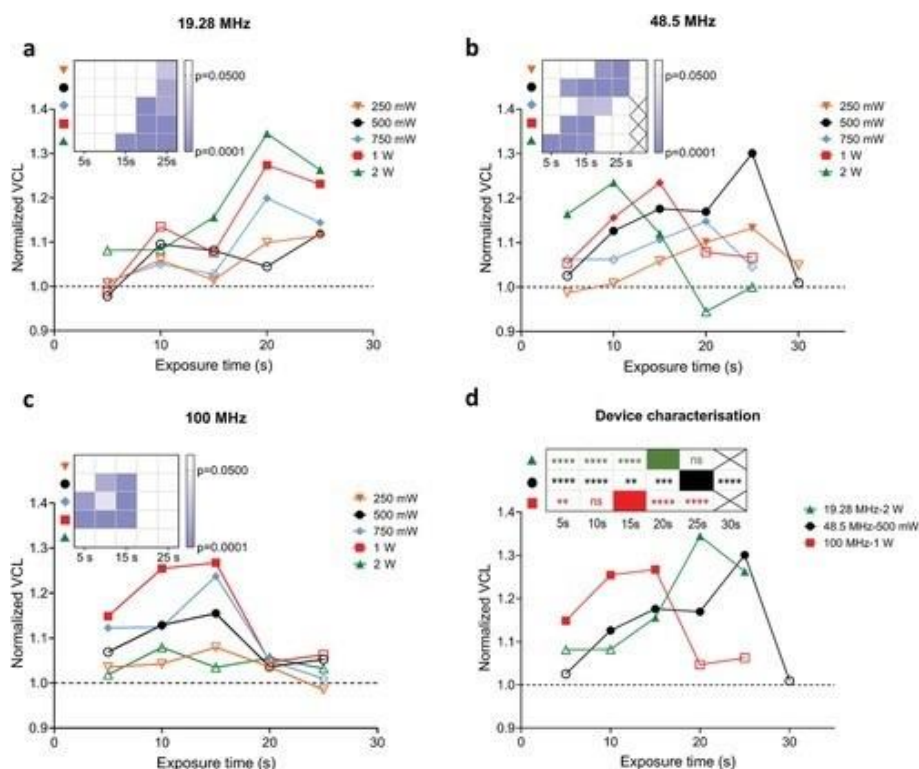 19.28 MHz
a
p=0.0500
p=0.0001
5s 15s 25s
250 mW
500 mW
750 mW
1 W
2 W
Normalized VCL
1.4
1.3
1.2
1.1
1.0
0.9
0 10 20 30
Exposure time (s)
48.5 MHz
b
p=0.0500
p=0.0001
5 s 15s 25s
250 mW
500 mW
750 mW
1 W
2 W
Normalized VCL
1.4
1.3
1.2
1.1
1.0
0.9
0 10 20 30
Exposure time (s)
100 MHz
c
p=0.0500
p=0.0001
5 s 15 s 25 s
250 mW
500 mW
750 mW
1 W
2 W
Normalized VCL
1.4
1.3
1.2
1.1
1.0
0.9
0 10 20 30
Exposure time (s)
Device characterisation
d
**** **** **** ns
**** **** ** *** ****
** ns **** ****
5s 10s 15s 20s 25s 30s
19.28 MHz-2 W
48.5 MHz-500 mW
100 MHz-1 W
Normalized VCL
1.4
1.3
1.2
1.1
1.0
0.9
0 10 20 30
Exposure time (s)